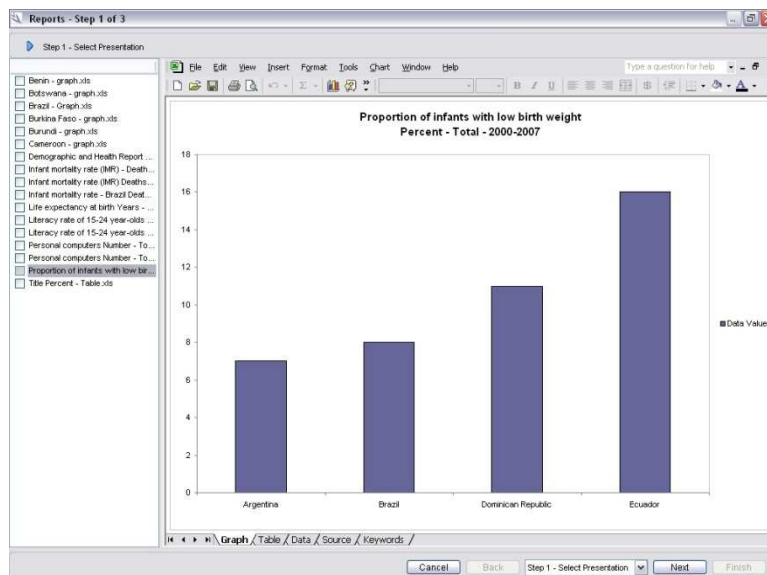 Reports - Step 1 of 3
Step 1 - Select Presentation
File Edit View Insert Format Tools Chart Window Help
Type a question for help
Benin - graph.xls
Botswana - graph.xls
Brazil - Graph.xls
Burkina Faso - graph.xls
Burundi - graph.xls
Cameroon - graph.xls
Demographic and Health Report ...
Infant mortality rate (IMR) - Death...
Infant mortality rate (IMR) Deaths...
Infant mortality rate - Brazil Deat...
Life expectancy at birth Years - ...
Literacy rate of 15-24 year-olds ...
Literacy rate of 15-24 year-olds ...
Personal computers Number - To...
Personal computers Number - To...
Proportion of infants with low bir...
Title Percent - Table.xls
Proportion of infants with low birth weight
Percent - Total - 2000-2007
18
16
14
12
10
8
6
4
2
0
Argentina Brazil Dominican Republic Ecuador
Data Value
Graph / Table / Data / Source / Keywords /
Cancel Back Step 1 - Select Presentation Next Finish